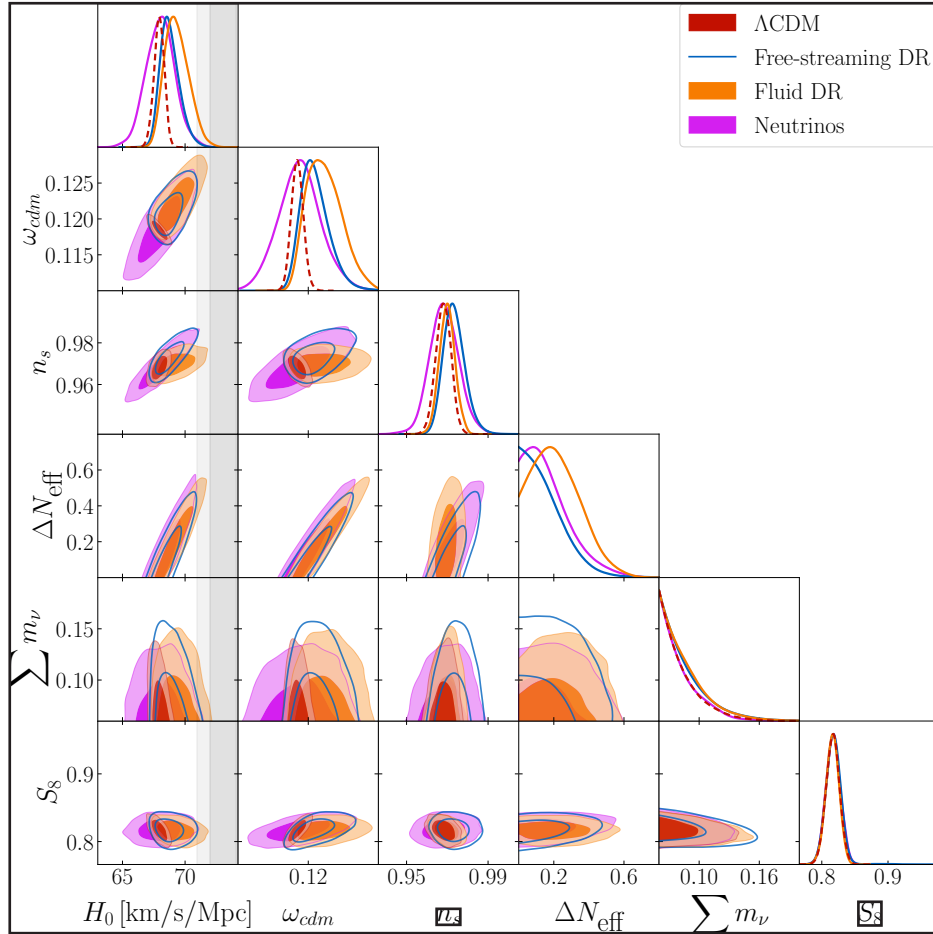 ΛCDM
Free-streaming DR
Fluid DR
Neutrinos
0.125
0.120
0.115
ω_cdm
0.98
0.96
n_s
0.6
0.4
0.2
ΔN_eff
0.15
0.10
∑ m_ν
0.9
0.8
S_8
65 70 0.12 0.95 0.99 0.2 0.6 0.10 0.16 0.8 0.9
H_0 [km/s/Mpc] ω_cdm n_s ΔN_eff ∑ m_ν S_8